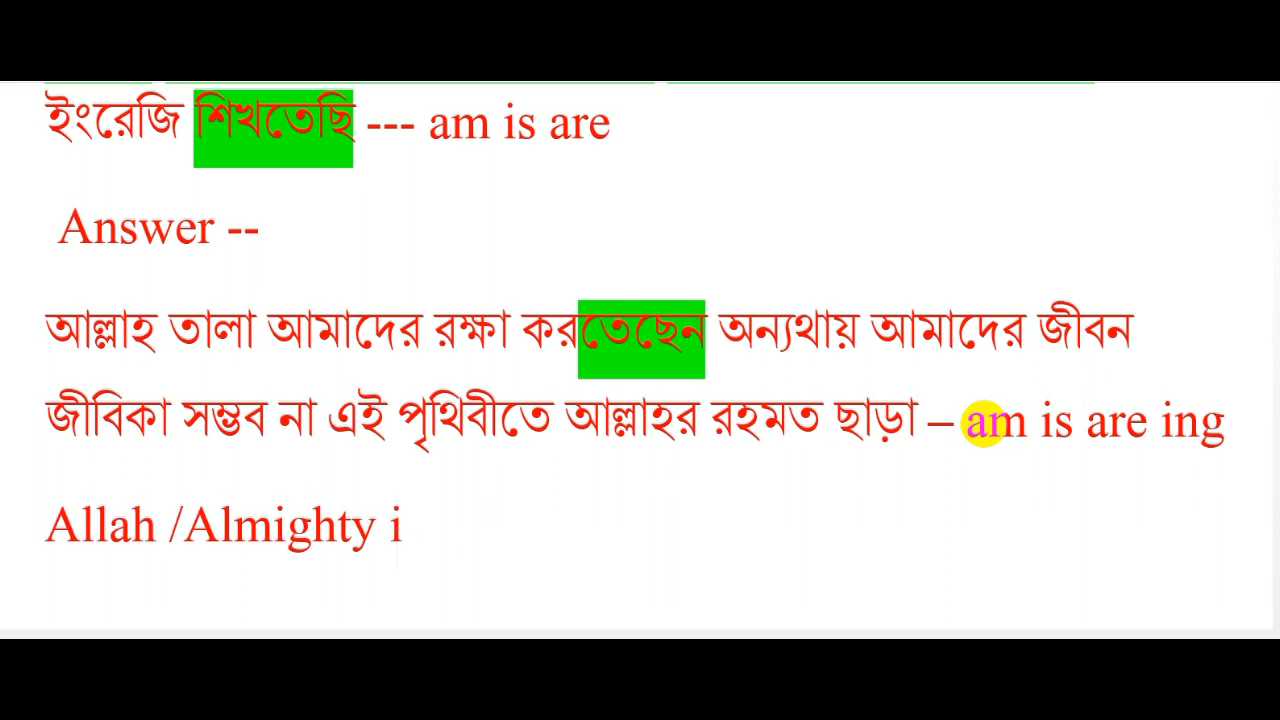 ইংরেজি শিখতেছি --- am is are
Answer --
আল্লাহ তালা আমাদের রক্ষা করতেছেন অন্যথায় আমাদের জীবন
জীবিকা সম্ভব না এই পৃথিবীতে আল্লাহর রহমত ছাড়া – am is are ing
Allah /Almighty i